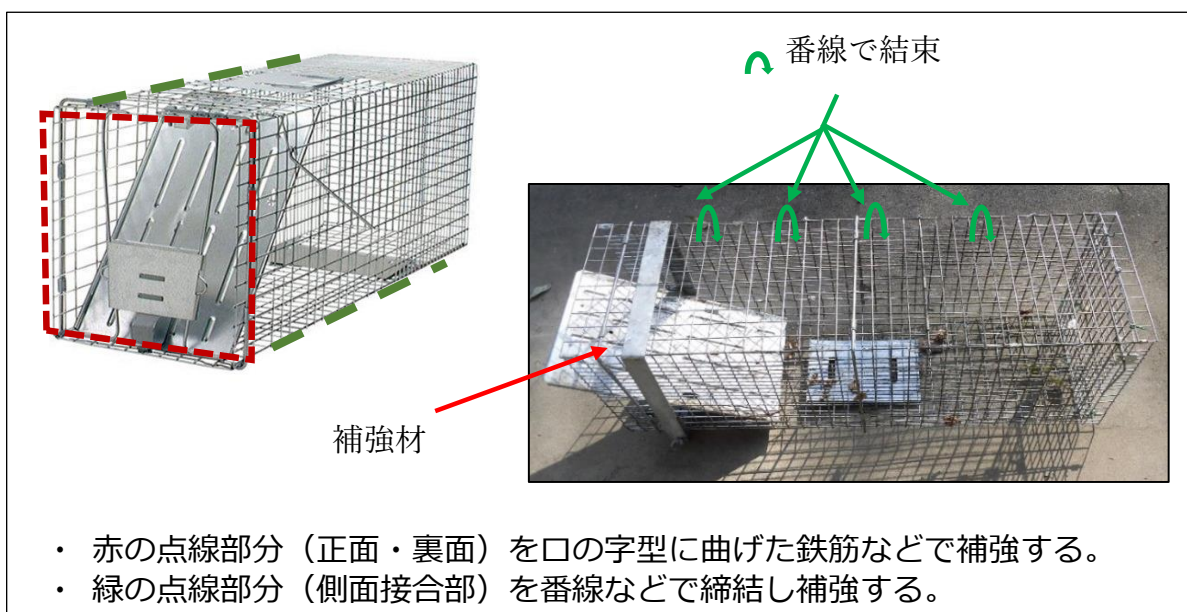 番線で結束
補強材
・ 赤の点線部分（正面・裏面）を口の字型に曲げた鉄筋などで補強する。
・ 緑の点線部分（側面接合部）を番線などで締結し補強する。